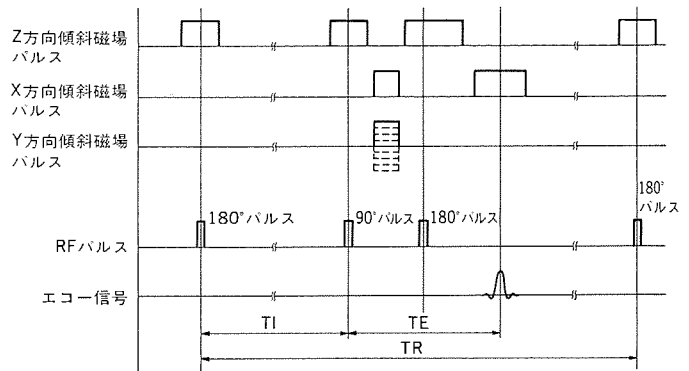 Z方向傾斜磁場
パルス
X方向傾斜磁場
パルス
Y方向傾斜磁場
パルス
180°パルス
90°パルス
180°パルス
180°
パルス
RFパルス
エコー信号
TI
TE
TR